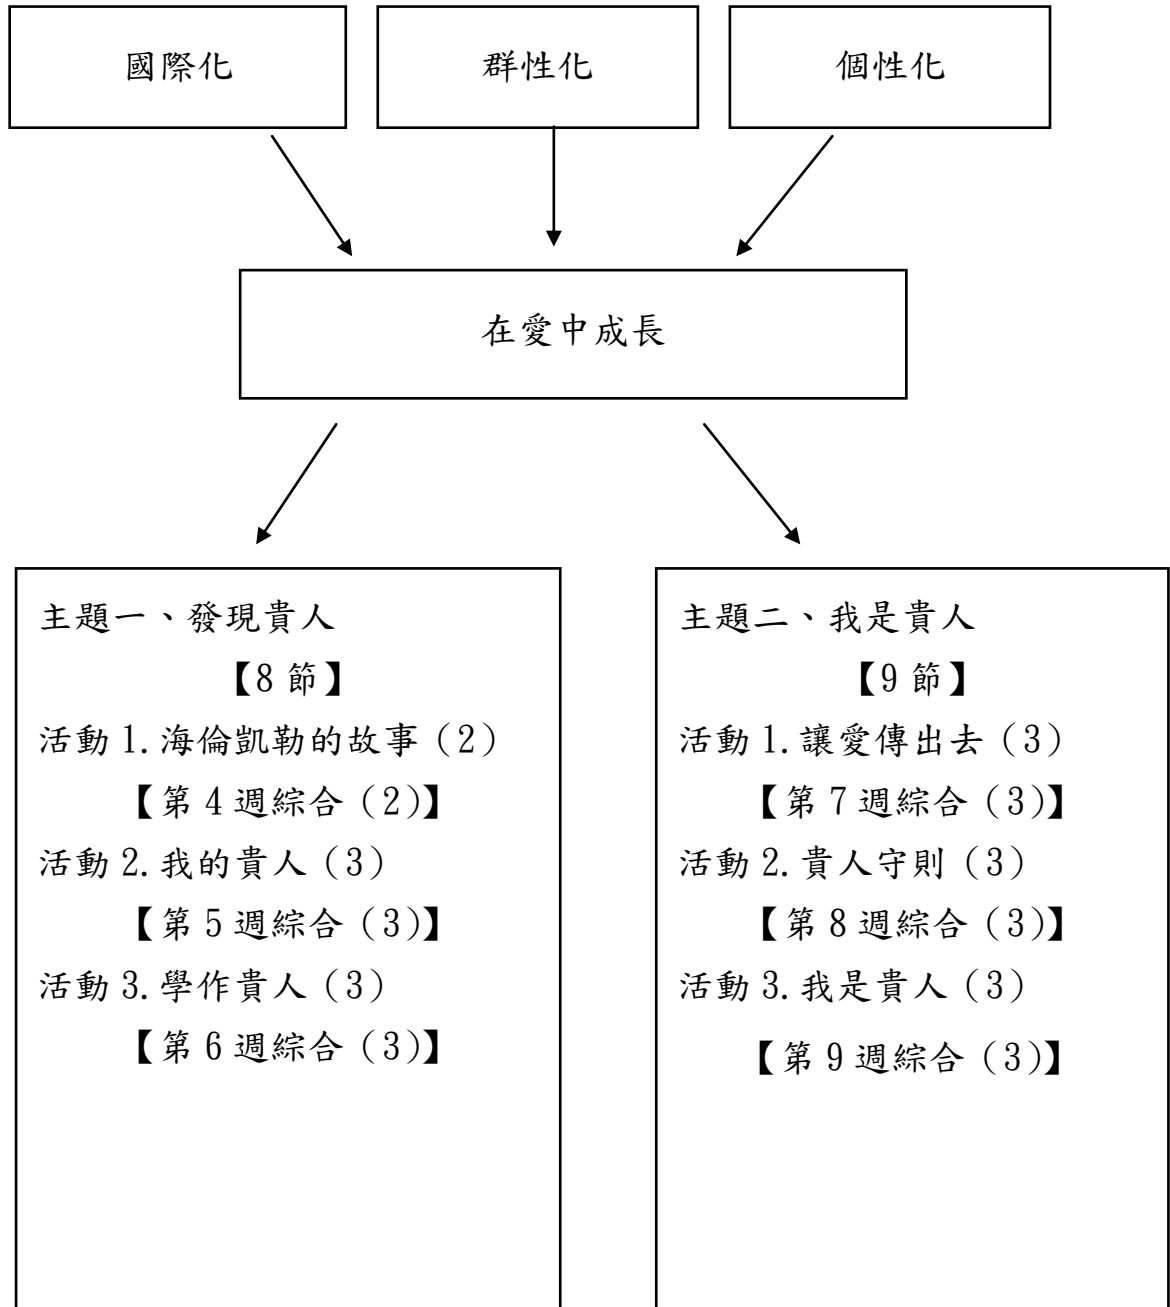 國際化
群性化
個性化
在愛中成長
主題一、發現貴人
【8 節】
活動 1.海倫凱勒的故事（2）
【第 4 週綜合（2）】
活動 2.我的貴人（3）
【第 5 週綜合（3）】
活動 3.學作貴人（3）
【第 6 週綜合（3）】
主題二、我是貴人
【9 節】
活動 1.讓愛傳出去（3）
【第 7 週綜合（3）】
活動 2.貴人守則（3）
【第 8 週綜合（3）】
活動 3.我是貴人（3）
【第 9 週綜合（3）】